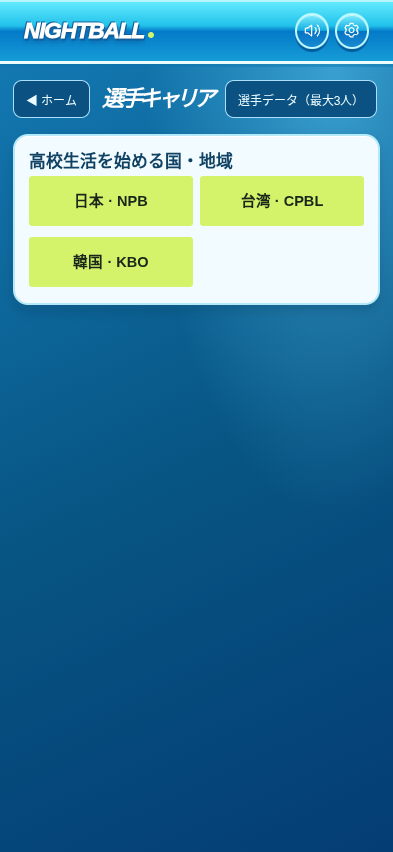 NIGHTBALL
◀ ホーム
選手キャリア
選手データ（最大3人）
高校生活を始める国・地域
日本 · NPB
台湾 · CPBL
韓国 · KBO